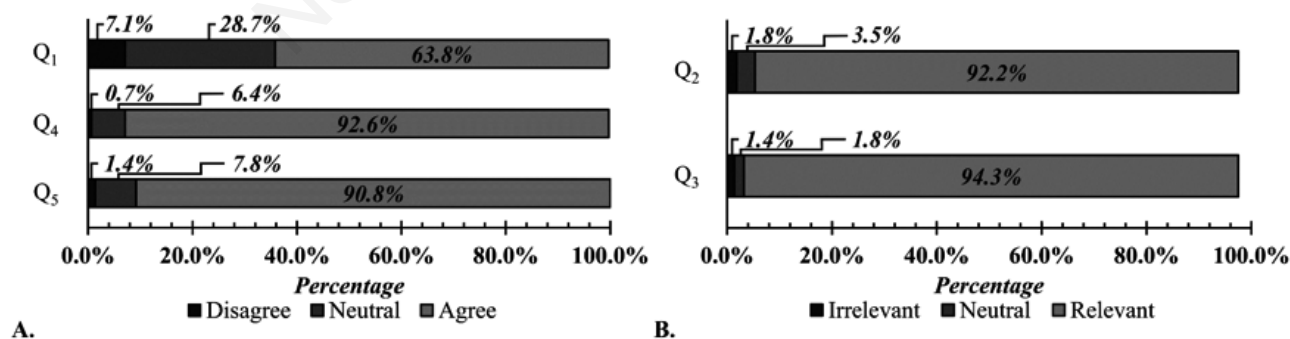 7.1% 28.7%
Q1 63.8%
0.7% 6.4%
Q4 92.6%
1.4% 7.8%
Q5 90.8%
0.0% 20.0% 40.0% 60.0% 80.0% 100.0%
Percentage
Disagree Neutral Agree
A.
1.8% 3.5%
Q2 92.2%
1.4% 1.8%
Q3 94.3%
0.0% 20.0% 40.0% 60.0% 80.0% 100.0%
Percentage
Irrelevant Neutral Relevant
B.